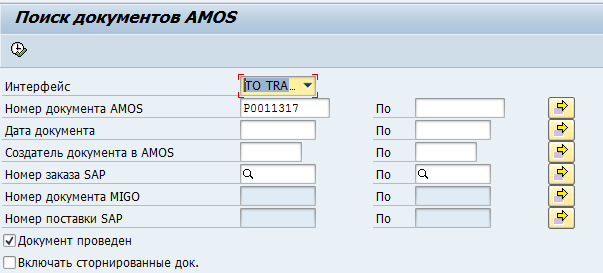 Поиск документов AMOS
Интерфейс TO TRA...
Номер документа AMOS P0011317 По
Дата документа По
Создатель документа в AMOS По
Номер заказа SAP По
Номер документа MIGO По
Номер поставки SAP По
Документ проведен
Включать сторнированные док.